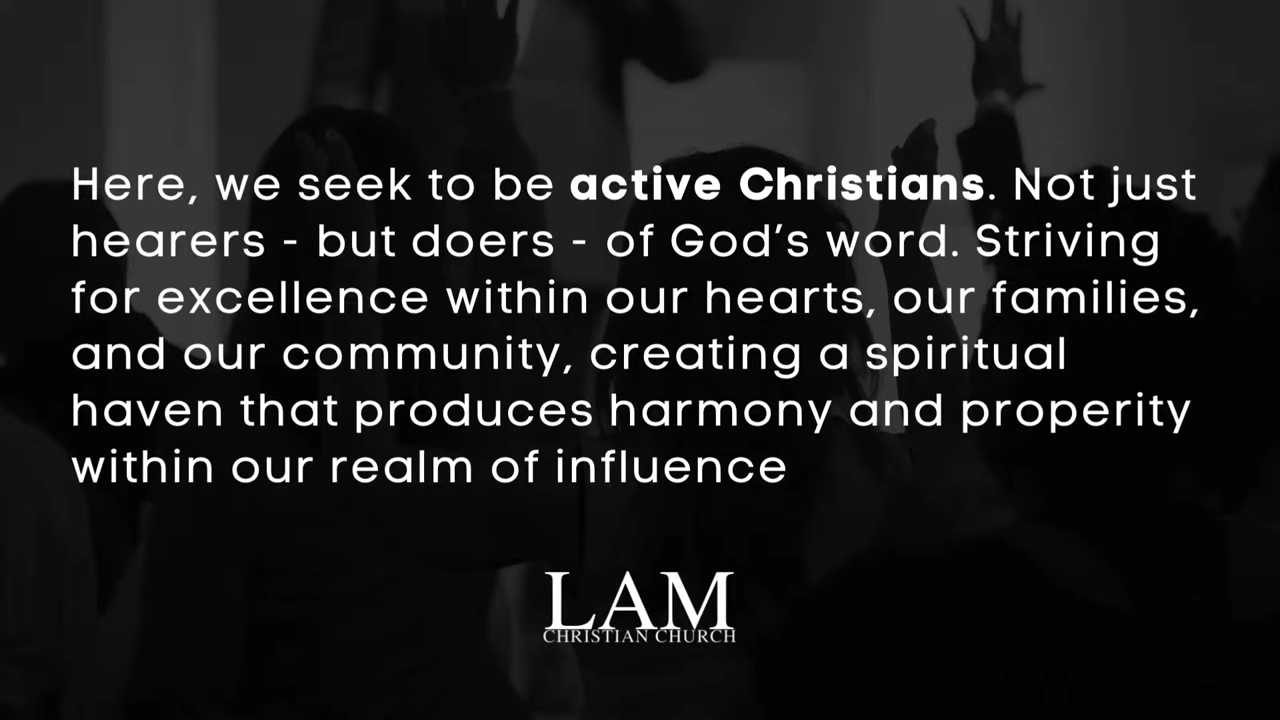 Here, we seek to be active Christians. Not just
hearers - but doers - of God’s word. Striving
for excellence within our hearts, our families,
and our community, creating a spiritual
haven that produces harmony and properity
within our realm of influence
LAM
CHRISTIAN CHURCH